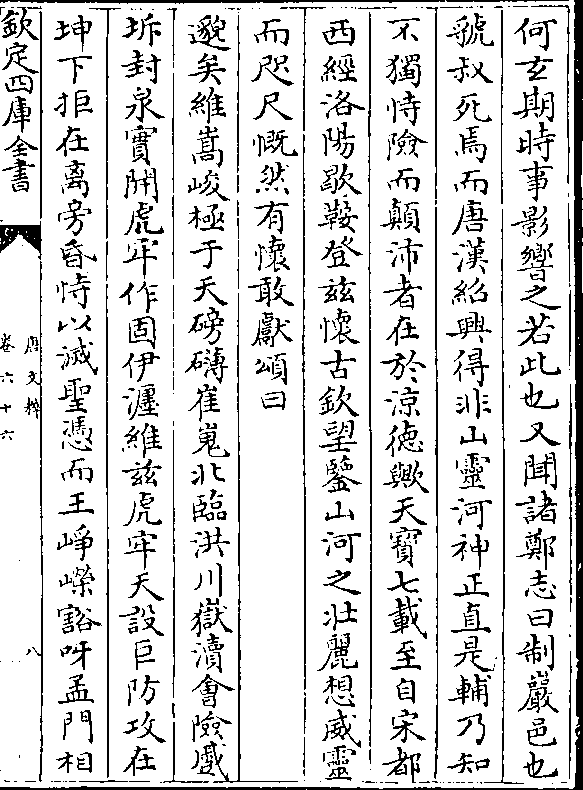 何玄期時事影響之若此也又聞諸鄭志曰制巖邑也
虢叔死焉而唐漢紹興得非山靈河神正直是輔乃知
不獨恃險而顛沛者在於涼德歟天寶七載至自宋都
西經洛陽歇鞍登兹懷古欽望鑒山河之壯麗想威靈
而咫尺慨然有懷敢獻頌曰
邈矣維嵩峻極于天磅礴崔嵬北臨洪川嶽瀆會險戲
坼封泉實開虎牢作固伊瀍維兹虎牢天設巨防攻在
坤下拒在离旁昏恃以滅聖憑而王崢嶸豁呀孟門相
欽定四庫全書
唐文粹
卷六十六
八